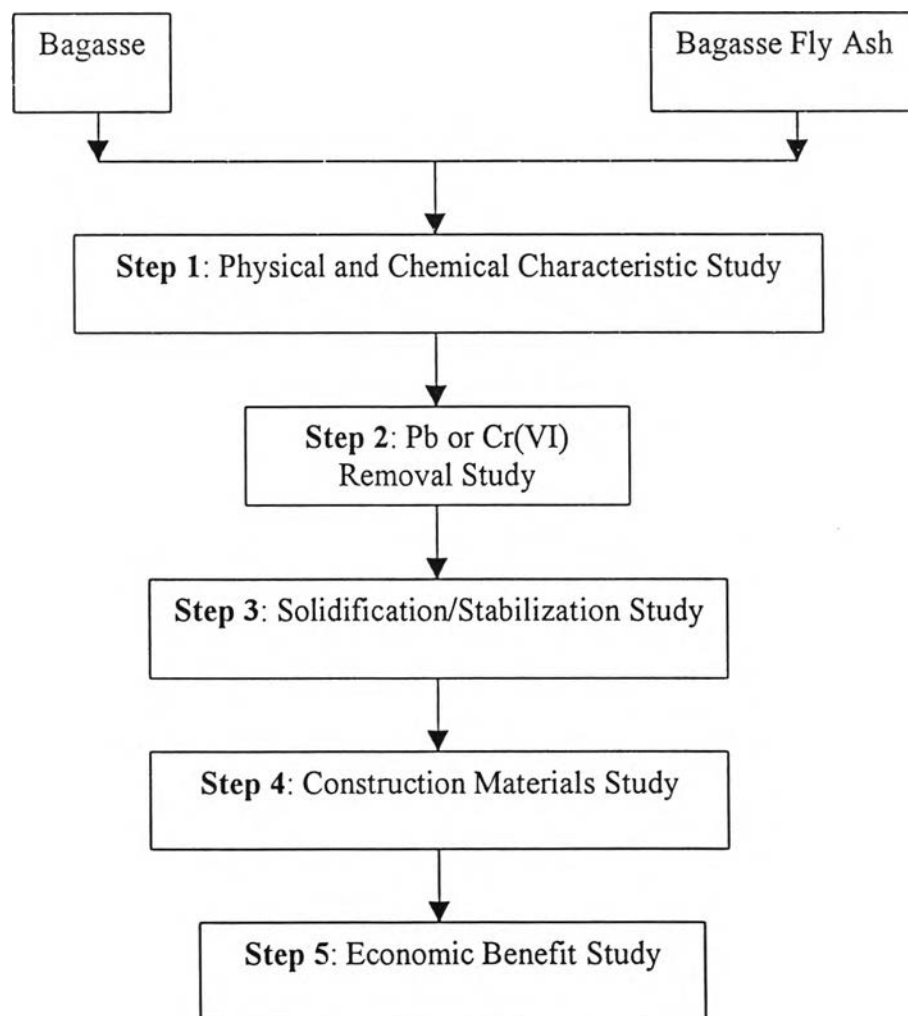 Bagasse
Bagasse Fly Ash
Step 1: Physical and Chemical Characteristic Study
Step 2: Pb or Cr(VI)
Removal Study
Step 3: Solidification/Stabilization Study
Step 4: Construction Materials Study
Step 5: Economic Benefit Study